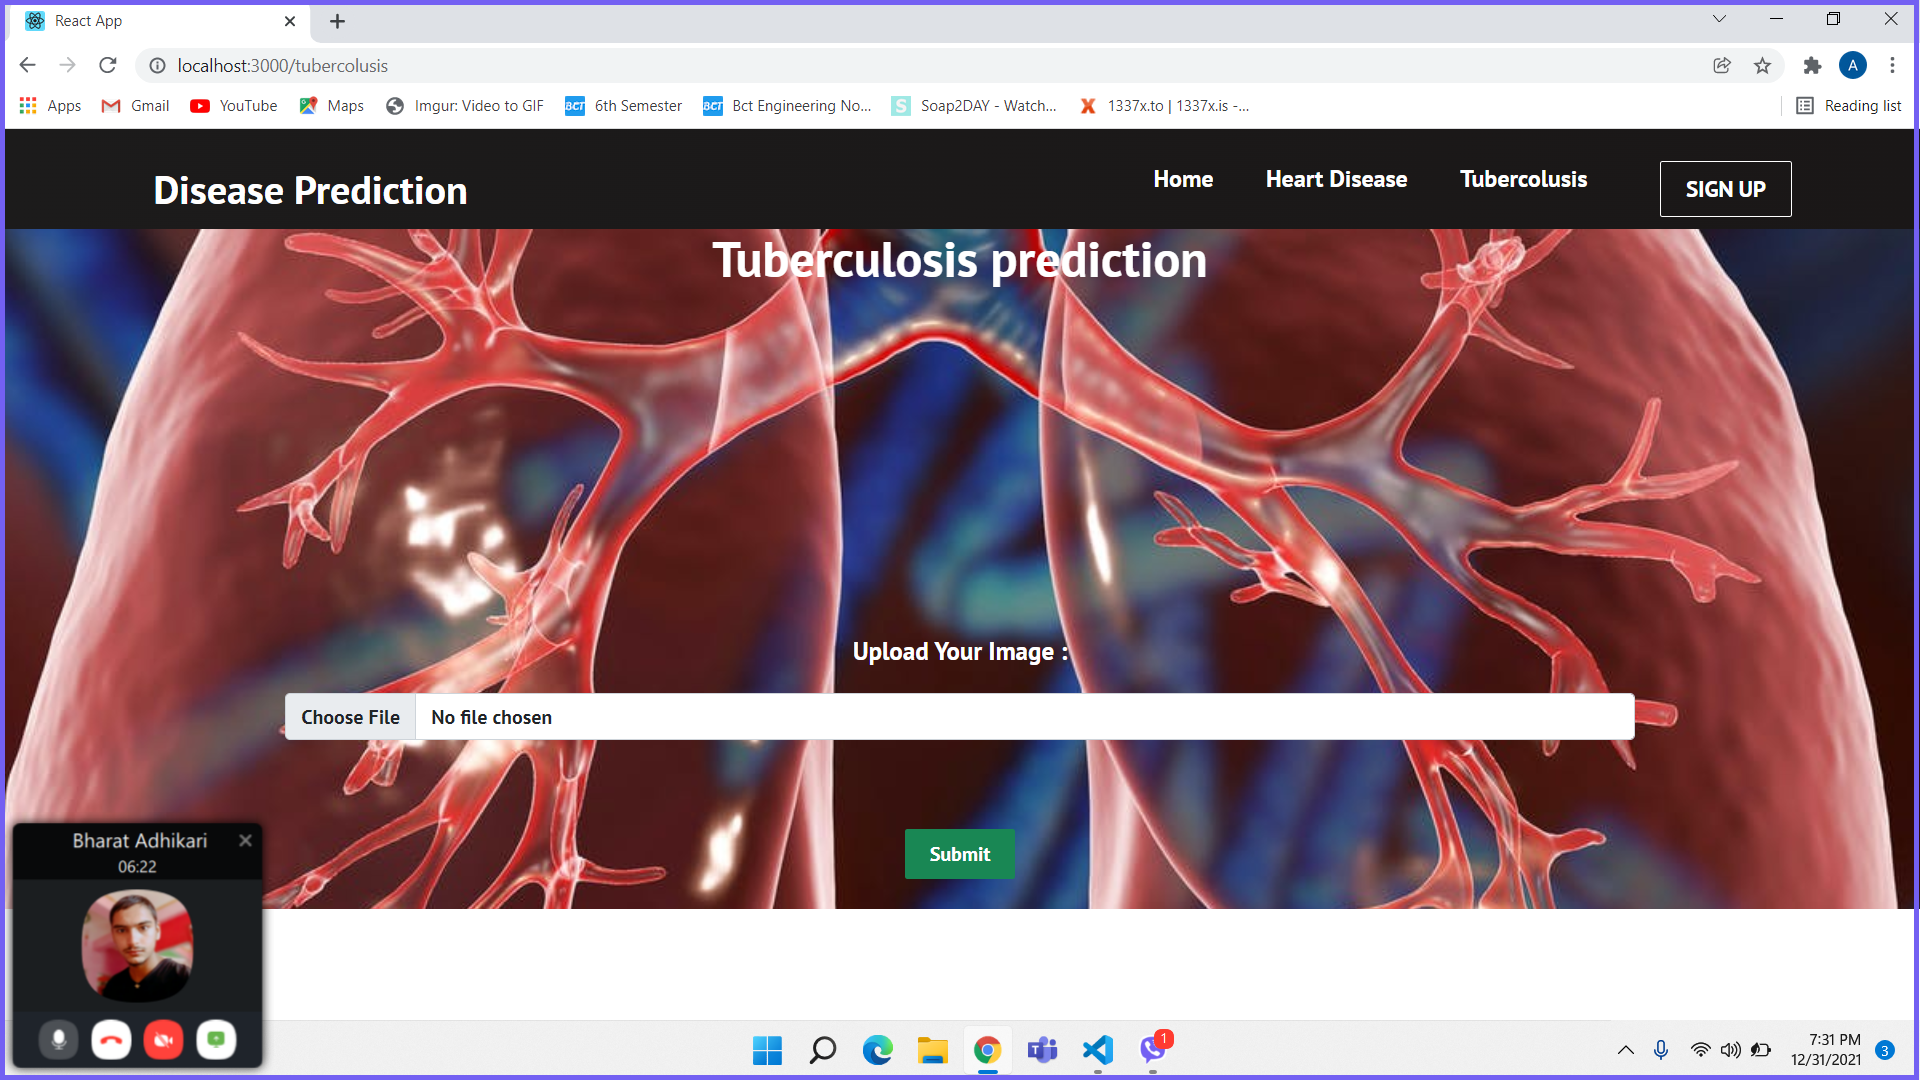 React App
localhost:3000/tubercolusis
A
Apps
Gmail
YouTube
Maps
Imgur: Video to GIF
BCT
6th Semester
BCT
Bct Engineering No...
S
Soap2DAY - Watch...
X
1337x.to | 1337x.is -...
Reading list
Disease Prediction
Home
Heart Disease
Tubercolusis
SIGN UP
Tuberculosis prediction
Upload Your Image :
Choose File
No file chosen
Submit
Bharat Adhikari
06:22
1
7:31 PM
12/31/2021
3